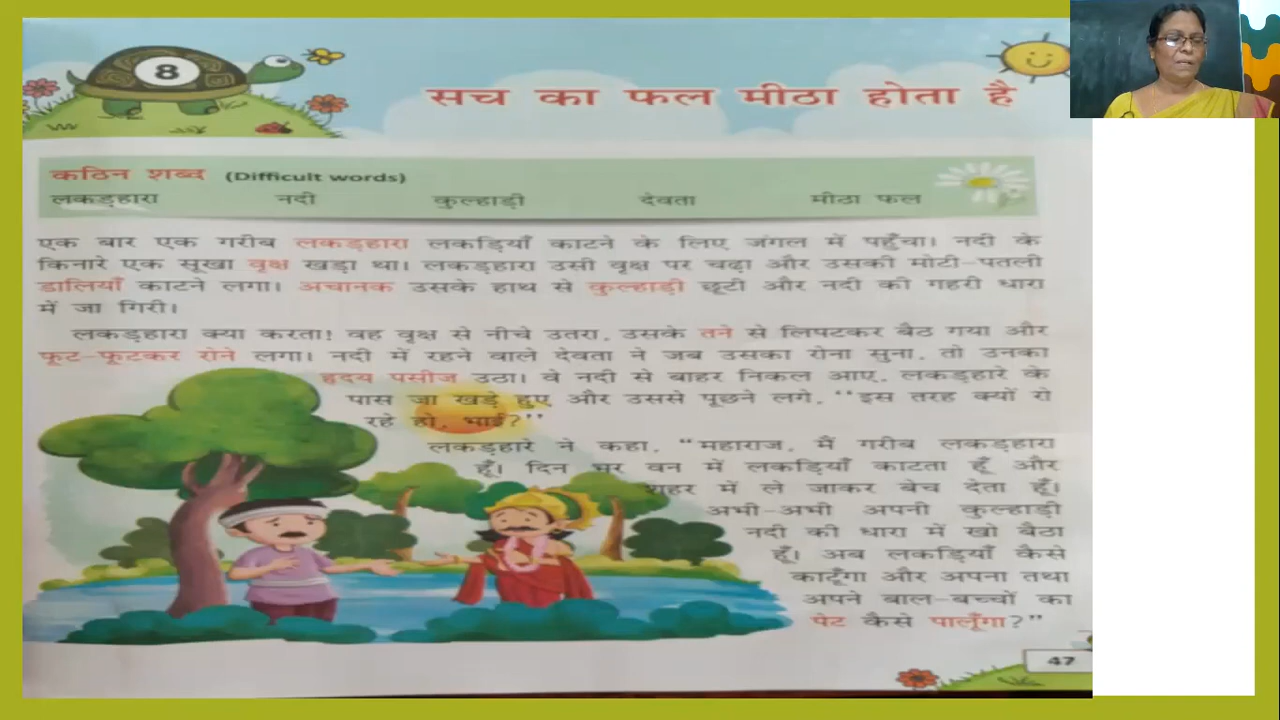 8
सच का फल मीठा होता है
कठिन शब्द (Difficult words)
लकड़हारा नदी कुल्हाड़ी देवता मीठा फल
एक बार एक गरीब लकड़हारा लकड़ियाँ काटने के लिए जंगल में पहुँचा। नदी के
किनारे एक सूखा वृक्ष खड़ा था। लकड़हारा उसी वृक्ष पर चढ़ा और उसकी मोटी-पतली
डालियाँ काटने लगा। अचानक उसके हाथ से कुल्हाड़ी छूटी और नदी की गहरी धारा
में जा गिरी।
लकड़हारा क्या करता! वह वृक्ष से नीचे उतरा, उसके तने से लिपटकर बैठ गया और
फूट-फूटकर रोने लगा। नदी में रहने वाले देवता ने जब उसका रोना सुना, तो उनका
हृदय पसीज उठा। वे नदी से बाहर निकल आए, लकड़हारे के
पास जा खड़े हुए और उससे पूछने लगे, ‘‘इस तरह क्यों रो
रहे हो, भाई?’’
लकड़हारे ने कहा, “महाराज, मैं गरीब लकड़हारा
हूँ। दिन भर वन में लकड़ियाँ काटता हूँ और
शहर में ले जाकर बेच देता हूँ।
अभी-अभी अपनी कुल्हाड़ी
नदी की धारा में खो बैठा
हूँ। अब लकड़ियाँ कैसे
काटूँगा और अपना तथा
अपने बाल-बच्चों का
पेट कैसे पालूँगा?”
47